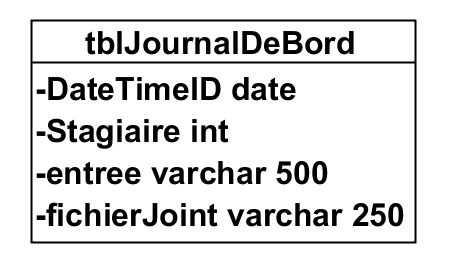 tblJournalDeBord
-DateTimeID date
-Stagiaire int
-entree varchar 500
-fichierJoint varchar 250